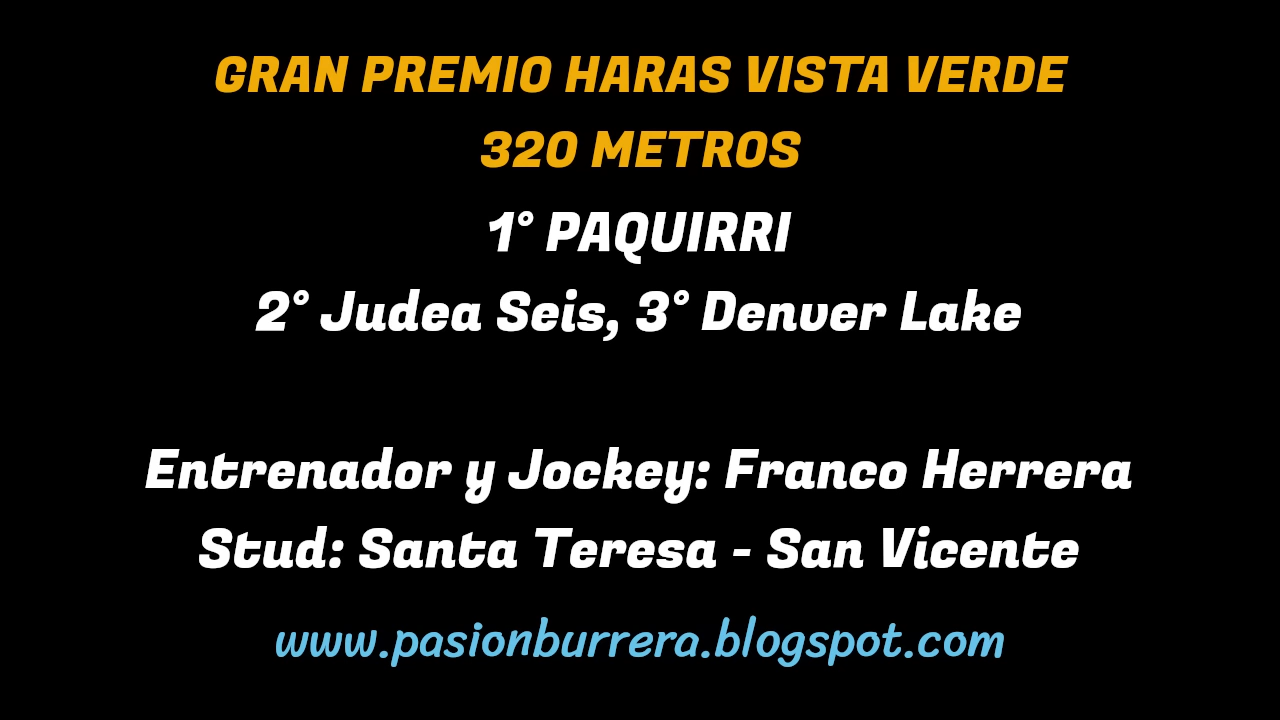 GRAN PREMIO HARAS VISTA VERDE
320 METROS
1° PAQUIRRI
2° Judea Seis, 3° Denver Lake
Entrenador y Jockey: Franco Herrera
Stud: Santa Teresa - San Vicente
www.pasionburrera.blogspot.com